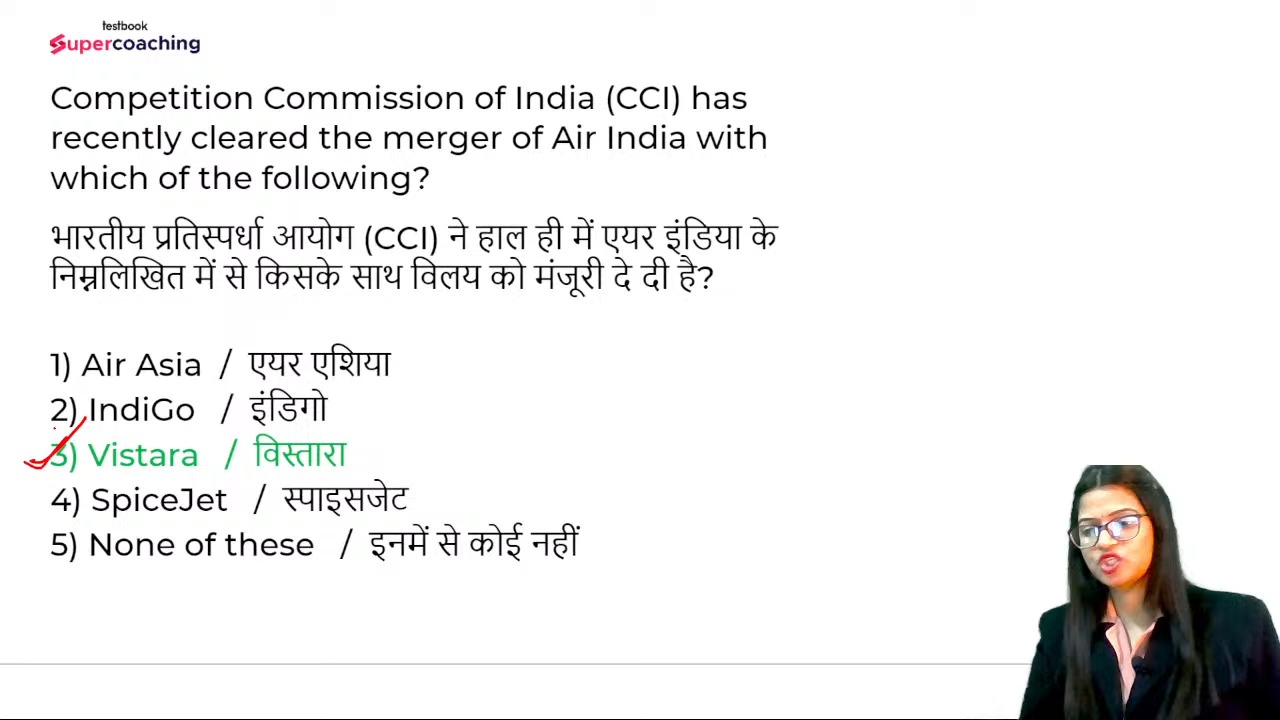 testbook
Supercoaching
Competition Commission of India (CCI) has
recently cleared the merger of Air India with
which of the following?
भारतीय प्रतिस्पर्धा आयोग (CCI) ने हाल ही में एयर इंडिया के
निम्नलिखित में से किसके साथ विलय को मंजूरी दे दी है?
1) Air Asia / एयर एशिया
2) IndiGo / इंडिगो
3) Vistara / विस्तारा
4) SpiceJet / स्पाइसजेट
5) None of these / इनमें से कोई नहीं